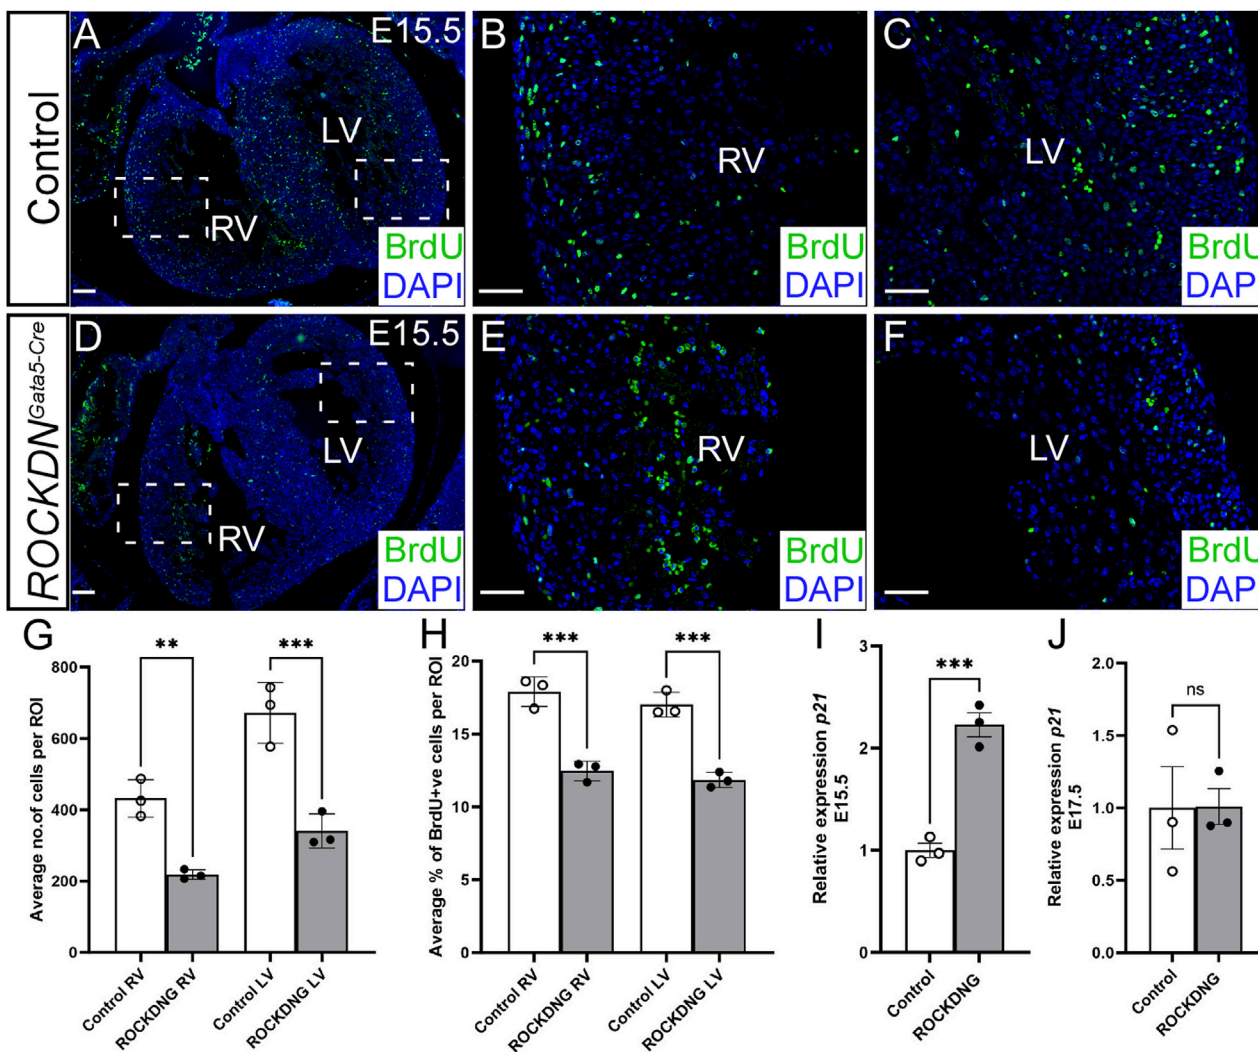 Control
A
E15.5
LV
RV
BrdU
DAPI
B
RV
BrdU
DAPI
C
LV
BrdU
DAPI
ROCKDNGata5-Cre
D
E15.5
LV
RV
BrdU
DAPI
E
RV
BrdU
DAPI
F
LV
BrdU
DAPI
G
Average no.of cells per ROI
800
600
400
200
0
**
***
Control RV
ROCKDNG RV
Control LV
ROCKDNG LV
H
Average % of BrdU+ve cells per ROI
20
15
10
5
0
***
***
Control RV
ROCKDNG RV
Control LV
ROCKDNG LV
I
Relative expression p21
E15.5
3
2
1
0
***
Control
ROCKDNG
J
Relative expression p21
E17.5
2.0
1.5
1.0
0.5
0.0
ns
Control
ROCKDNG